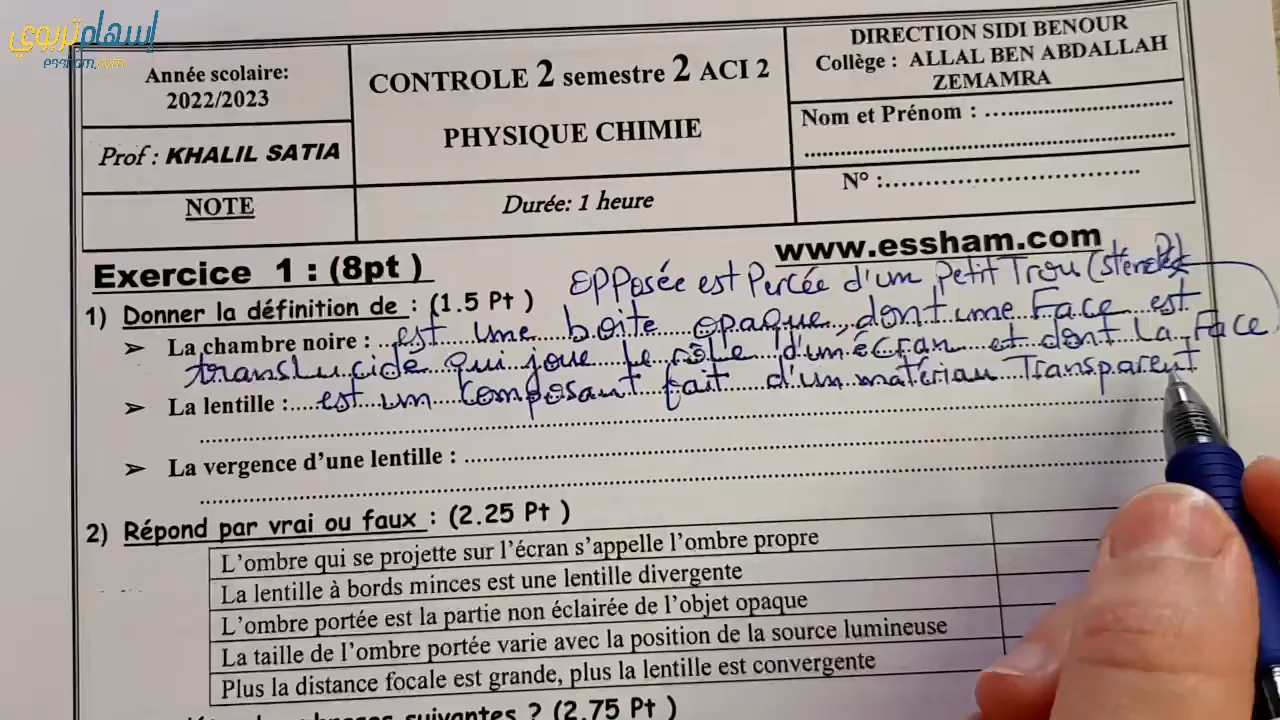 إسهام تربوي
essham.com
Année scolaire:
2022/2023
Prof : KHALIL SATIA
NOTE
CONTROLE 2 semestre 2 ACI 2
PHYSIQUE CHIMIE
Durée: 1 heure
DIRECTION SIDI BENOUR
Collège : ALLAL BEN ABDALLAH
ZEMAMRA
Nom et Prénom : ...............................
................................................................
N° :....................................
www.essham.com
Exercice 1 : (8pt )
opposée est percée d'un petit Trou (
1) Donner la définition de : (1.5 Pt )
➢ La chambre noire : est une boite opaque, dont une Face est
translucide qui joue le rôle d'un écran et dont la Face
➢ La lentille : est un composant fait d'un matériau Transparent
➢ La vergence d'une lentille : ................................................
2) Répond par vrai ou faux : (2.25 Pt )
L'ombre qui se projette sur l'écran s'appelle l'ombre propre
La lentille à bords minces est une lentille divergente
L'ombre portée est la partie non éclairée de l'objet opaque
La taille de l'ombre portée varie avec la position de la source lumineuse
Plus la distance focale est grande, plus la lentille est convergente
suivantes ? (2.75 Pt )